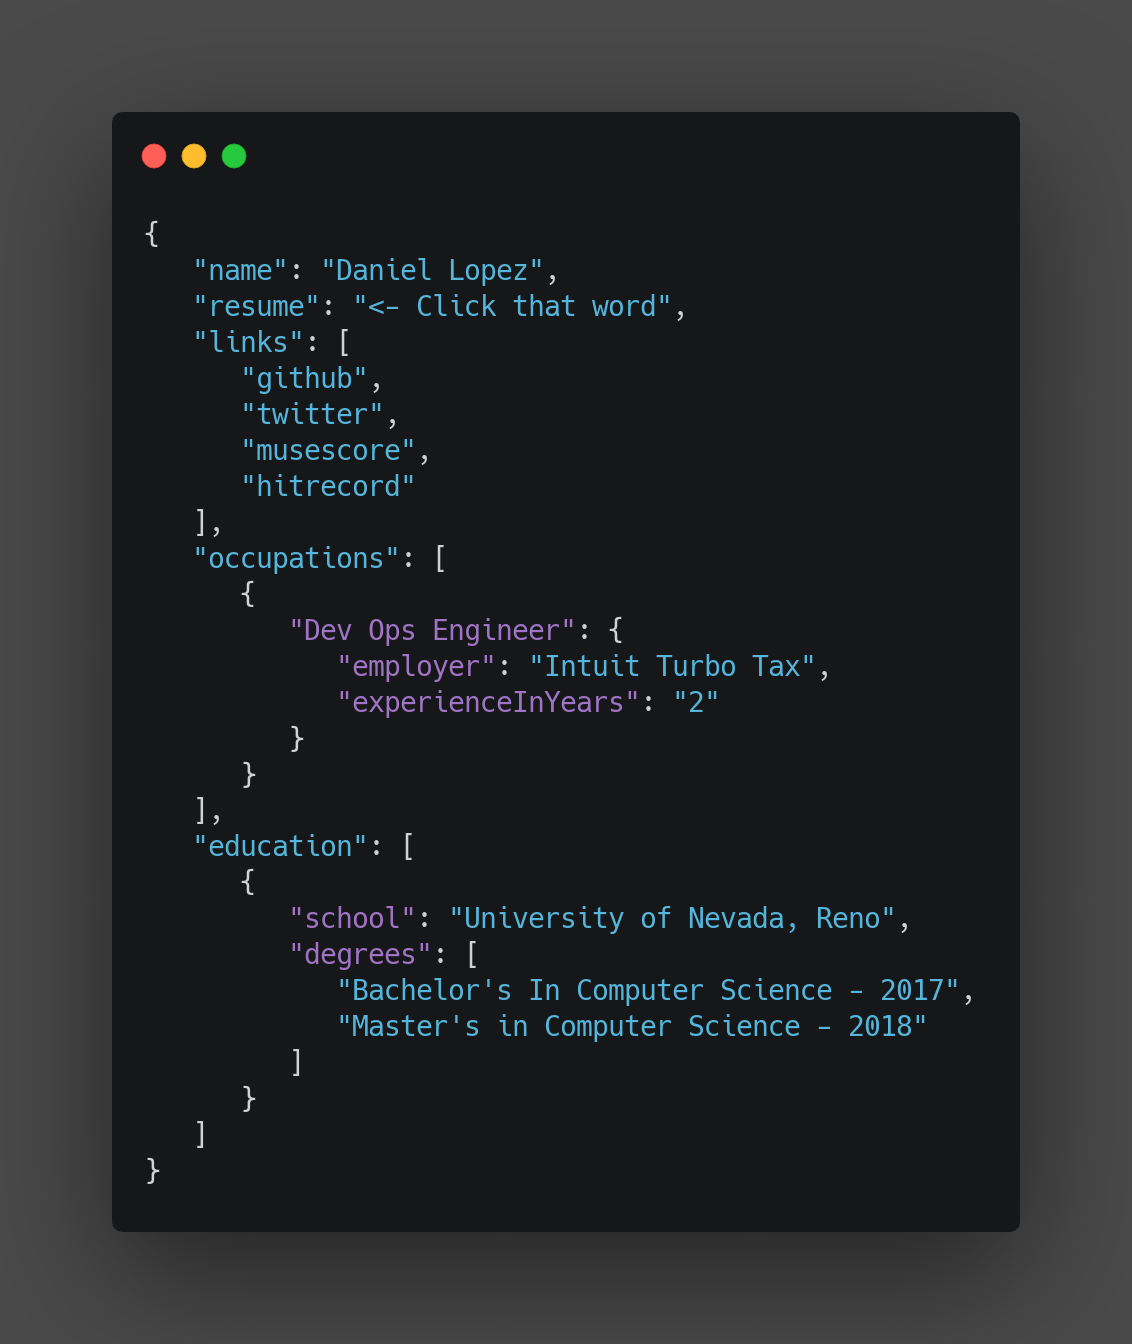 {
   "name": "Daniel Lopez",
   "resume": "<- Click that word",
   "links": [
      "github",
      "twitter",
      "musescore",
      "hitrecord"
   ],
   "occupations": [
      {
         "Dev Ops Engineer": {
            "employer": "Intuit Turbo Tax",
            "experienceInYears": "2"
         }
      }
   ],
   "education": [
      {
         "school": "University of Nevada, Reno",
         "degrees": [
            "Bachelor's In Computer Science - 2017",
            "Master's in Computer Science - 2018"
         ]
      }
   ]
}